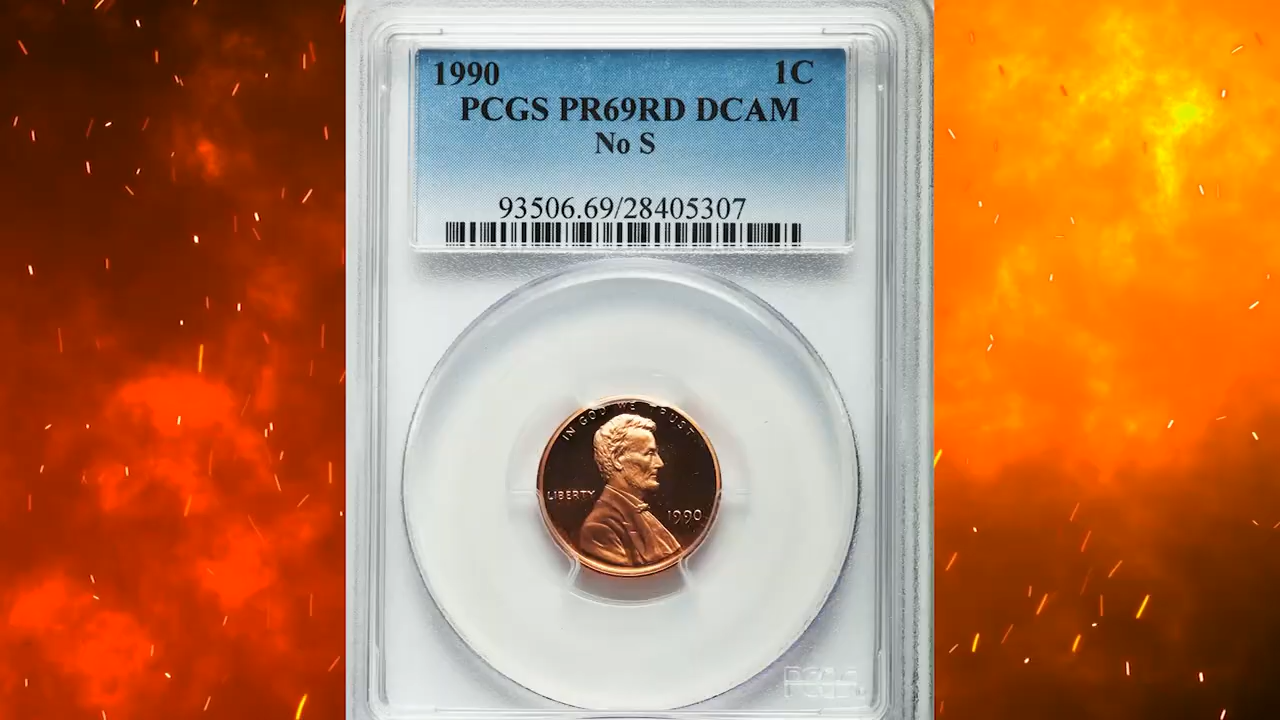 1990 1C
PCGS PR69RD DCAM
No S
93506.69/28405307
IN GOD WE TRUST
LIBERTY
1990